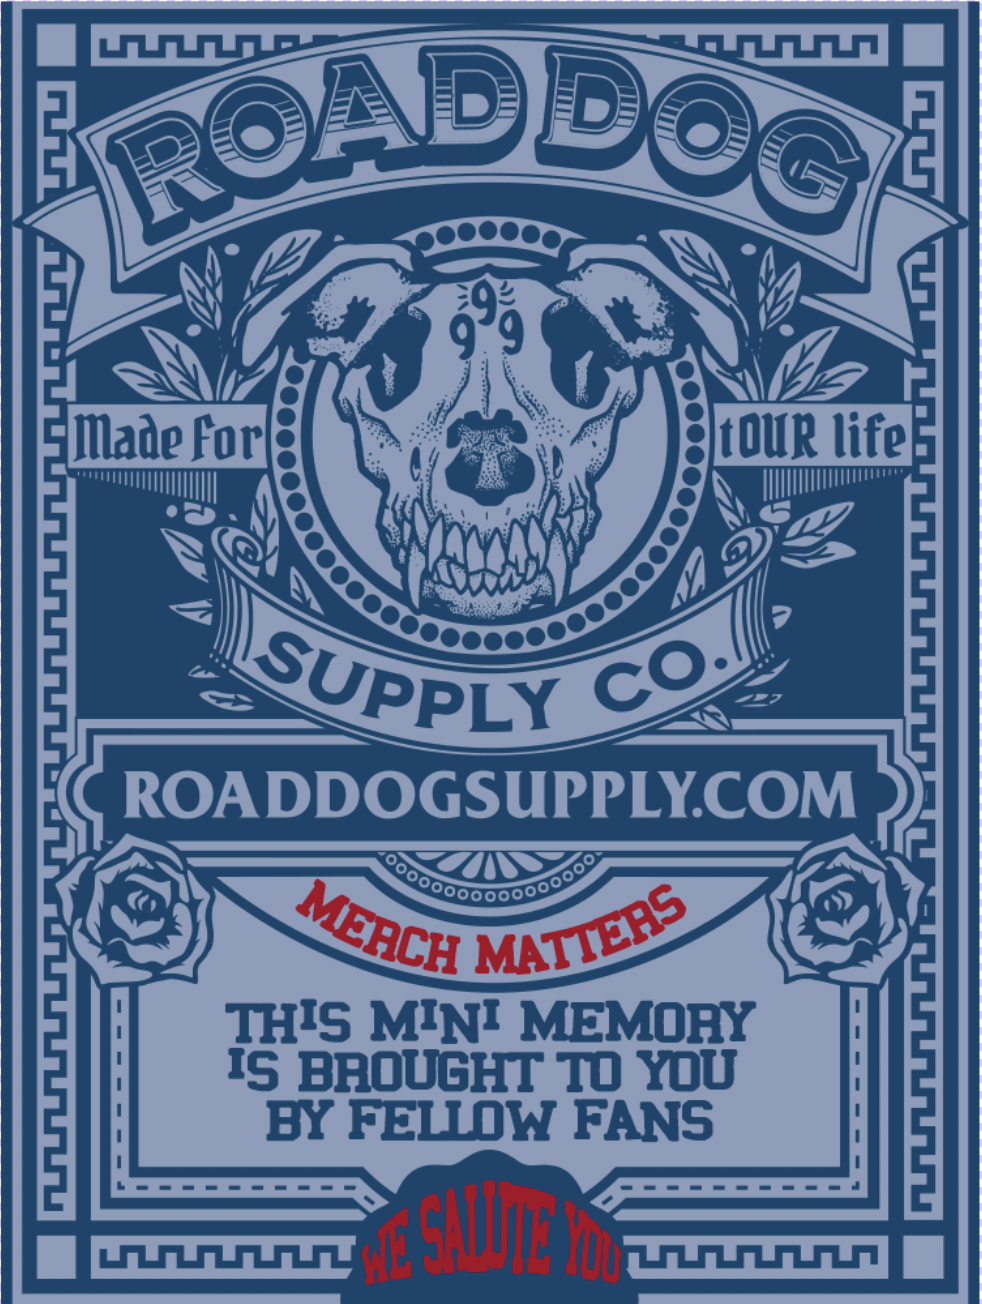 ROAD DOG
999
Made For
tOUR life
SUPPLY CO.
ROADDOGSUPPLY.COM
MERCH MATTERS
THIS MINI MEMORY
IS BROUGHT TO YOU
BY FELLOW FANS
WE SALUTE YOU